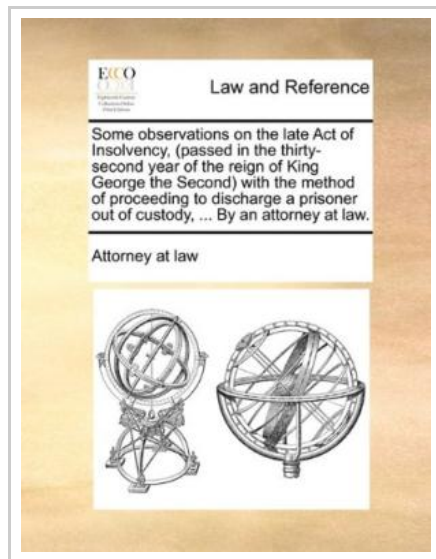 ECCO
Law and Reference
Some observations on the late Act of
Insolvency, (passed in the thirty-
second year of the reign of King
George the Second) with the method
of proceeding to discharge a prisoner
out of custody, ... By an attorney at law.
Attorney at law